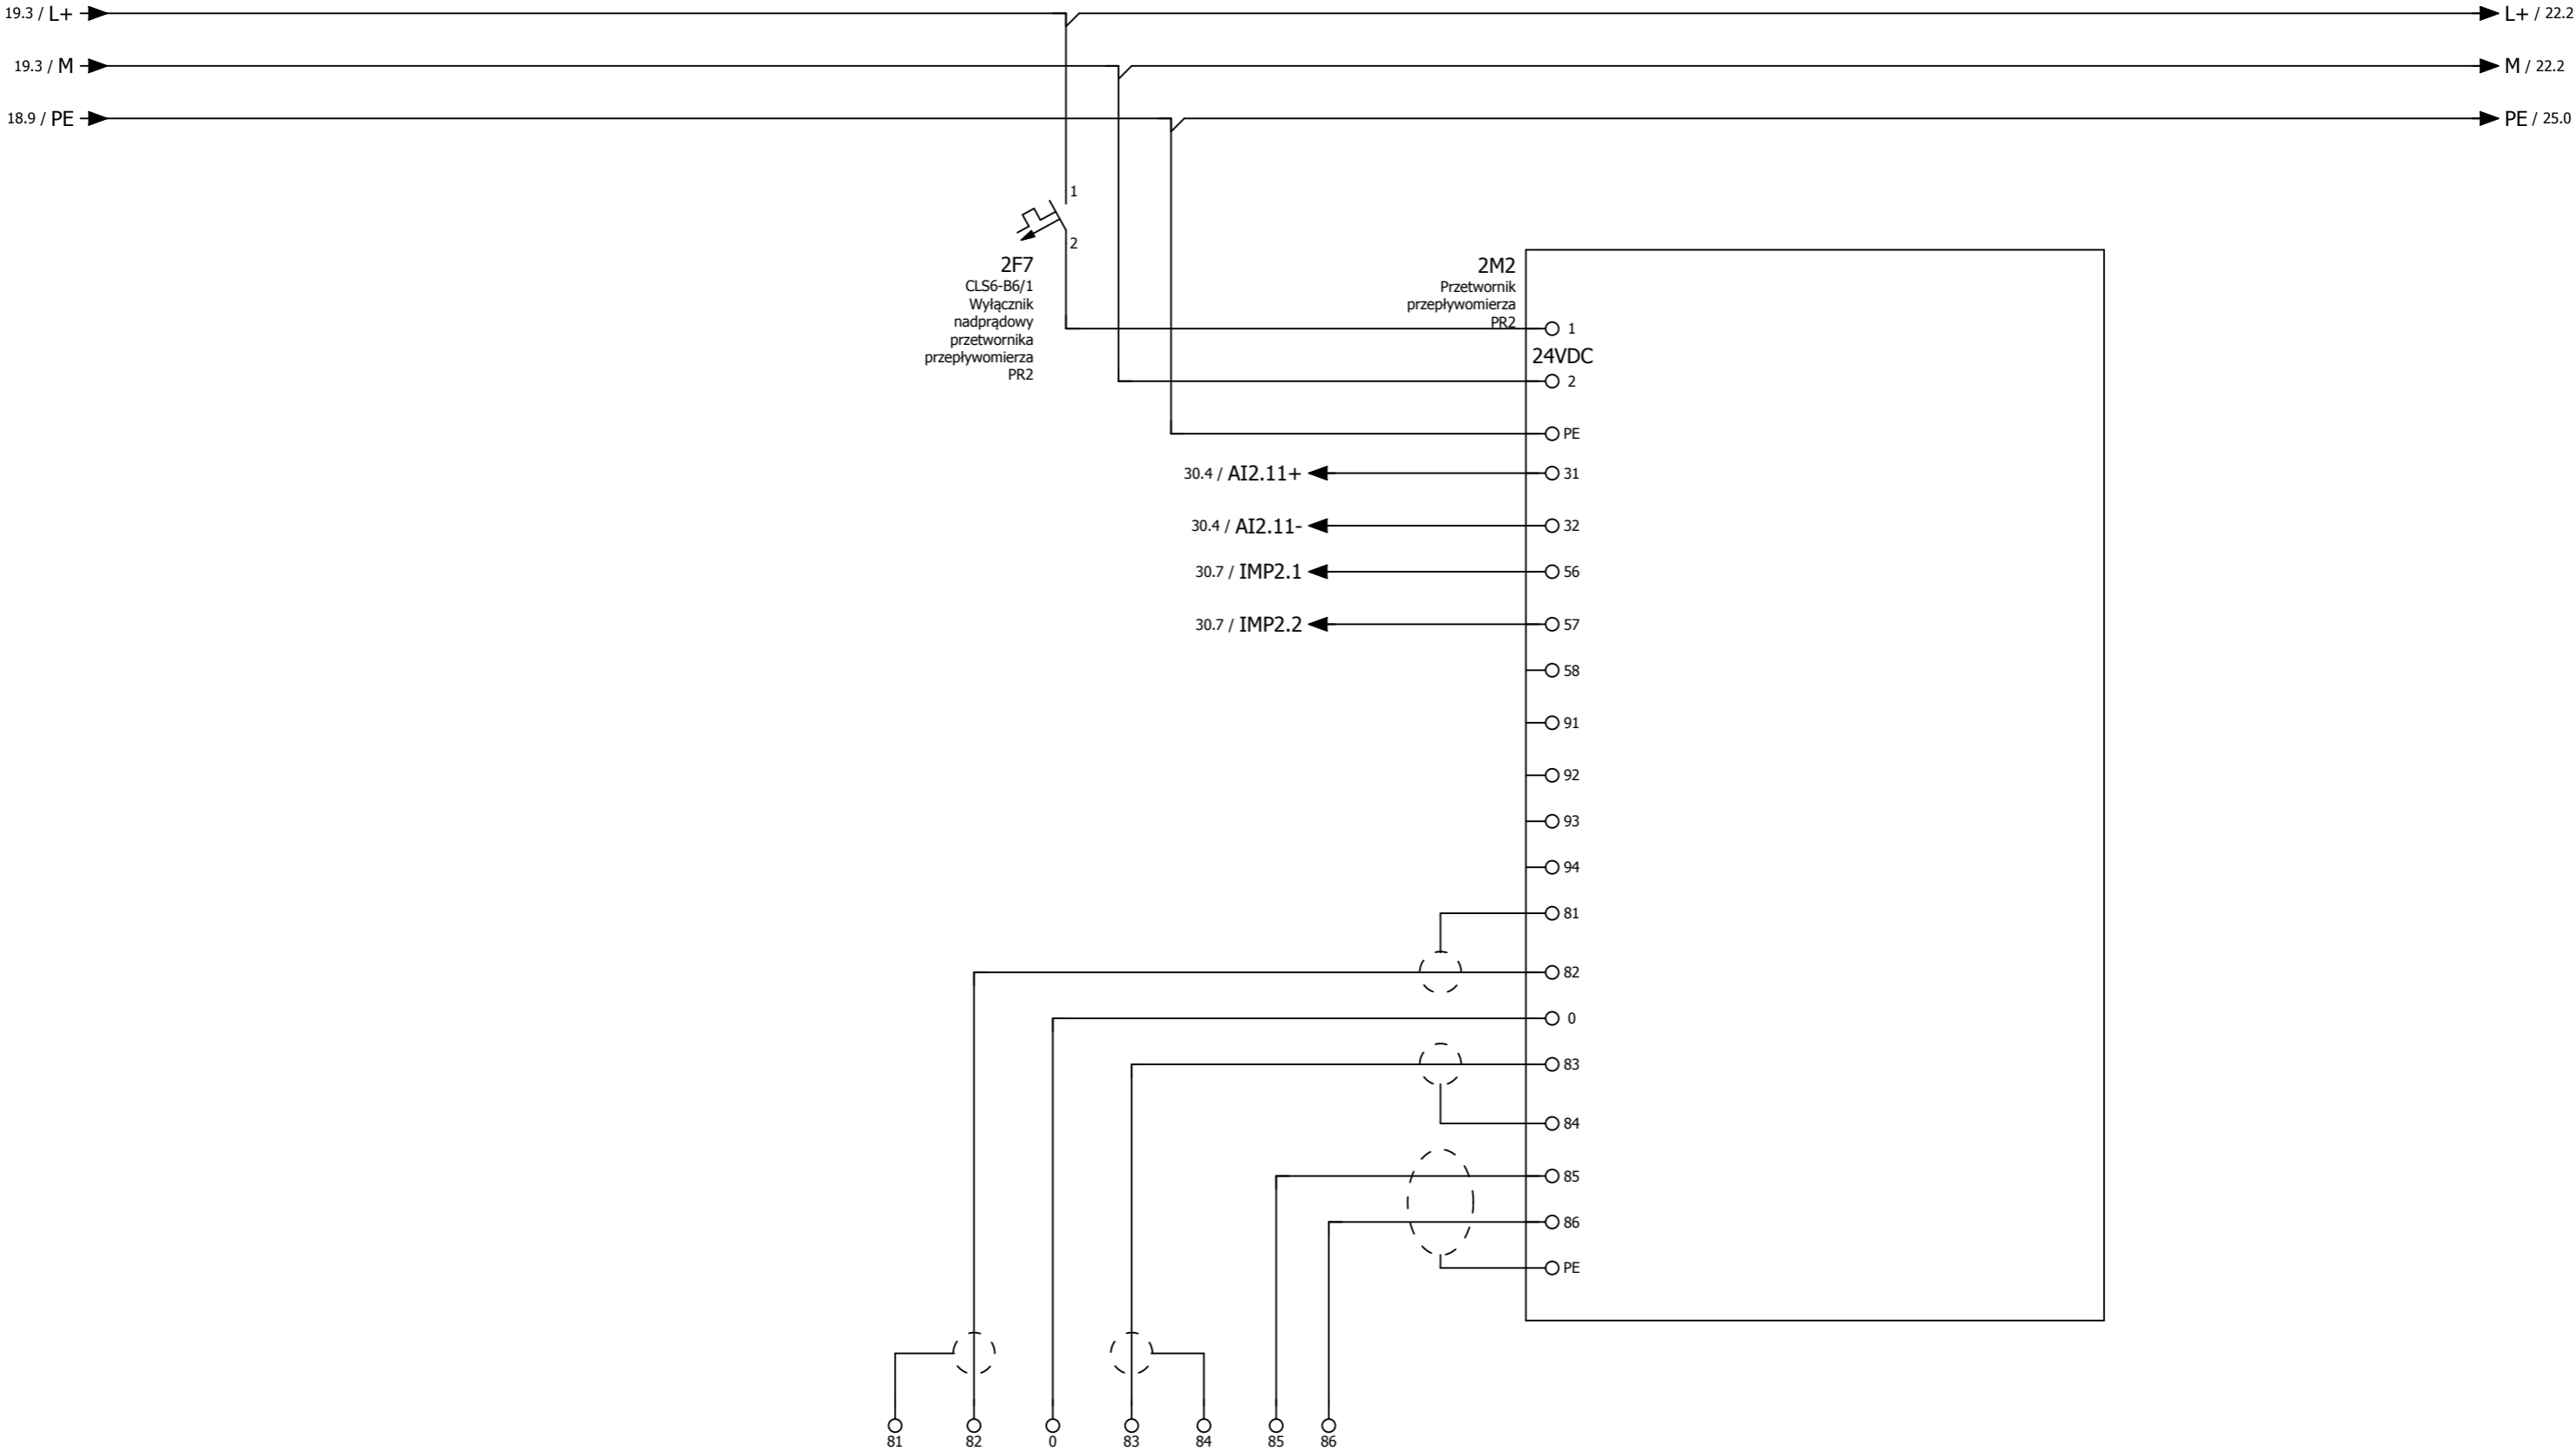 19.3 / L+
L+ / 22.2
19.3 / M
M / 22.2
18.9 / PE
PE / 25.0
1
2
2F7
CLS6-B6/1
Wyłącznik
nadprądowy
przetwornika
przepływomierza
PR2
2M2
Przetwornik
przepływomierza
PR2
1
24VDC
2
PE
30.4 / AI2.11+
31
30.4 / AI2.11-
32
30.7 / IMP2.1
56
30.7 / IMP2.2
57
58
91
92
93
94
81
82
0
83
84
85
86
PE
81
82
0
83
84
85
86